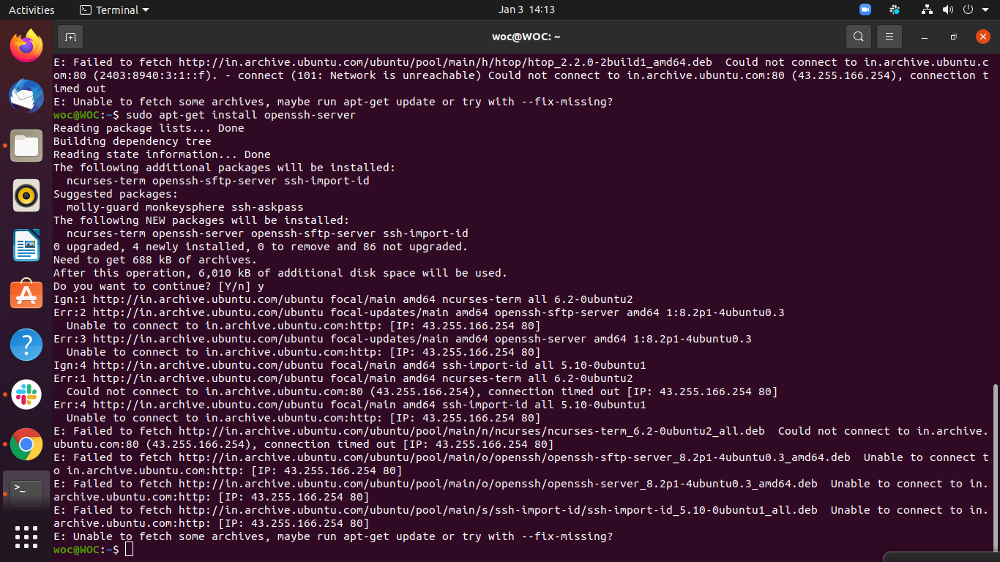 Activities
Terminal
Jan 3 14:13
woc@WOC: ~
E: Failed to fetch http://in.archive.ubuntu.com/ubuntu/pool/main/h/htop/htop_2.2.0-2build1_amd64.deb  Could not connect to in.archive.ubuntu.c
om:80 (2403:8940:3:1::f). - connect (101: Network is unreachable) Could not connect to in.archive.ubuntu.com:80 (43.255.166.254), connection t
imed out
E: Unable to fetch some archives, maybe run apt-get update or try with --fix-missing?
woc@WOC:~$ sudo apt-get install openssh-server
Reading package lists... Done
Building dependency tree
Reading state information... Done
The following additional packages will be installed:
  ncurses-term openssh-sftp-server ssh-import-id
Suggested packages:
  molly-guard monkeysphere ssh-askpass
The following NEW packages will be installed:
  ncurses-term openssh-server openssh-sftp-server ssh-import-id
0 upgraded, 4 newly installed, 0 to remove and 86 not upgraded.
Need to get 688 kB of archives.
After this operation, 6,010 kB of additional disk space will be used.
Do you want to continue? [Y/n] y
Ign:1 http://in.archive.ubuntu.com/ubuntu focal/main amd64 ncurses-term all 6.2-0ubuntu2
Err:2 http://in.archive.ubuntu.com/ubuntu focal-updates/main amd64 openssh-sftp-server amd64 1:8.2p1-4ubuntu0.3
  Unable to connect to in.archive.ubuntu.com:http: [IP: 43.255.166.254 80]
Err:3 http://in.archive.ubuntu.com/ubuntu focal-updates/main amd64 openssh-server amd64 1:8.2p1-4ubuntu0.3
  Unable to connect to in.archive.ubuntu.com:http: [IP: 43.255.166.254 80]
Ign:4 http://in.archive.ubuntu.com/ubuntu focal/main amd64 ssh-import-id all 5.10-0ubuntu1
Err:1 http://in.archive.ubuntu.com/ubuntu focal/main amd64 ncurses-term all 6.2-0ubuntu2
  Could not connect to in.archive.ubuntu.com:80 (43.255.166.254), connection timed out [IP: 43.255.166.254 80]
Err:4 http://in.archive.ubuntu.com/ubuntu focal/main amd64 ssh-import-id all 5.10-0ubuntu1
  Unable to connect to in.archive.ubuntu.com:http: [IP: 43.255.166.254 80]
E: Failed to fetch http://in.archive.ubuntu.com/ubuntu/pool/main/n/ncurses/ncurses-term_6.2-0ubuntu2_all.deb  Could not connect to in.archive.
ubuntu.com:80 (43.255.166.254), connection timed out [IP: 43.255.166.254 80]
E: Failed to fetch http://in.archive.ubuntu.com/ubuntu/pool/main/o/openssh/openssh-sftp-server_8.2p1-4ubuntu0.3_amd64.deb  Unable to connect t
o in.archive.ubuntu.com:http: [IP: 43.255.166.254 80]
E: Failed to fetch http://in.archive.ubuntu.com/ubuntu/pool/main/o/openssh/openssh-server_8.2p1-4ubuntu0.3_amd64.deb  Unable to connect to in.
archive.ubuntu.com:http: [IP: 43.255.166.254 80]
E: Failed to fetch http://in.archive.ubuntu.com/ubuntu/pool/main/s/ssh-import-id/ssh-import-id_5.10-0ubuntu1_all.deb  Unable to connect to in.
archive.ubuntu.com:http: [IP: 43.255.166.254 80]
E: Unable to fetch some archives, maybe run apt-get update or try with --fix-missing?
woc@WOC:~$